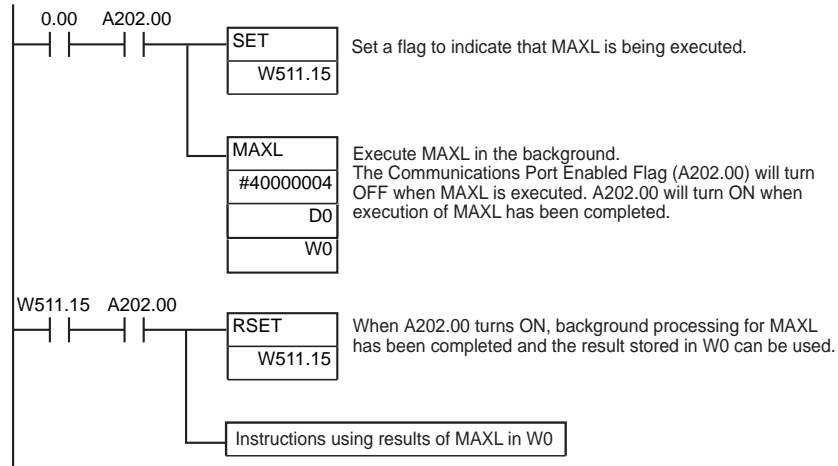 0.00 A202.00
SET
W511.15
Set a flag to indicate that MAXL is being executed.
MAXL
#40000004
D0
W0
Execute MAXL in the background.
The Communications Port Enabled Flag (A202.00) will turn
OFF when MAXL is executed. A202.00 will turn ON when
execution of MAXL has been completed.
W511.15 A202.00
RSET
W511.15
When A202.00 turns ON, background processing for MAXL
has been completed and the result stored in W0 can be used.
Instructions using results of MAXL in W0